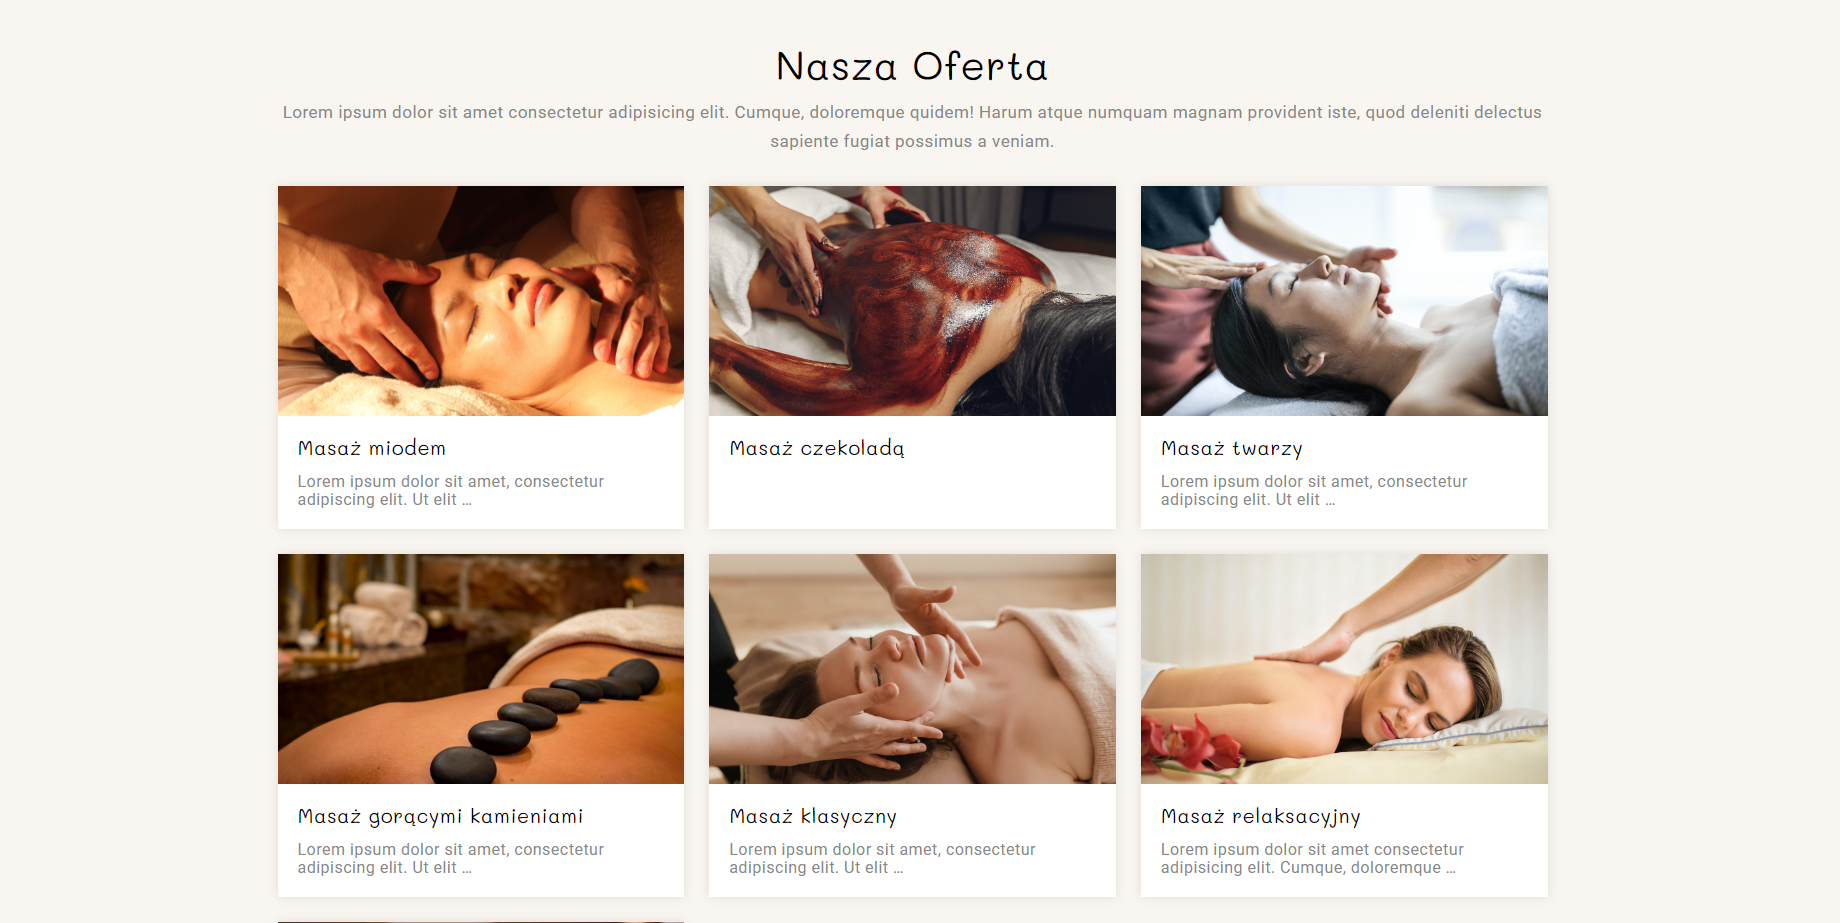 Nasza Oferta
Lorem ipsum dolor sit amet consectetur adipisicing elit. Cumque, doloremque quidem! Harum atque numquam magnam provident iste, quod deleniti delectus
sapiente fugiat possimus a veniam.
Masaż miodem
Lorem ipsum dolor sit amet, consectetur
adipiscing elit. Ut elit ...
Masaż czekoladą
Masaż twarzy
Lorem ipsum dolor sit amet, consectetur
adipiscing elit. Ut elit ...
Masaż gorącymi kamieniami
Lorem ipsum dolor sit amet, consectetur
adipiscing elit. Ut elit ...
Masaż klasyczny
Lorem ipsum dolor sit amet, consectetur
adipiscing elit. Ut elit ...
Masaż relaksacyjny
Lorem ipsum dolor sit amet consectetur
adipisicing elit. Cumque, doloremque ...